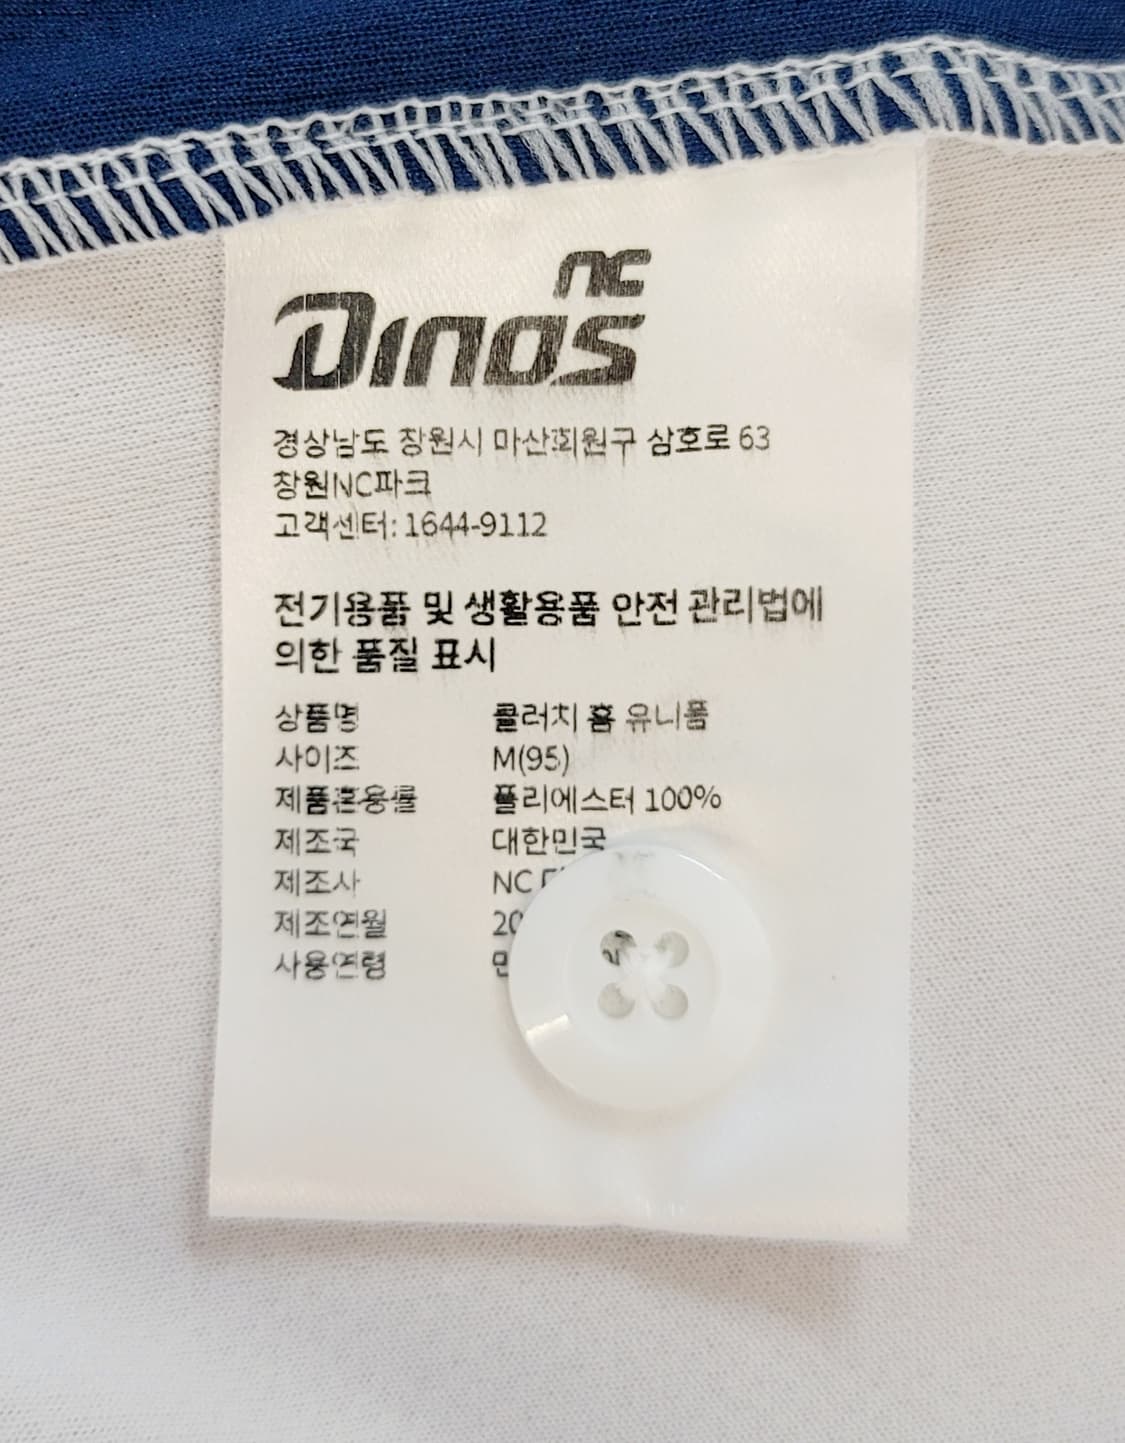 NC
Dinos
경상남도 창원시 마산회원구 삼호로 63
창원NC파크
고객센터: 1644-9112
전기용품 및 생활용품 안전 관리법에
의한 품질 표시
상품명 클러치 홈 유니폼
사이즈 M(95)
제품혼용률 폴리에스터 100%
제조국 대한민국
제조사 NC
제조연월 20
사용연령